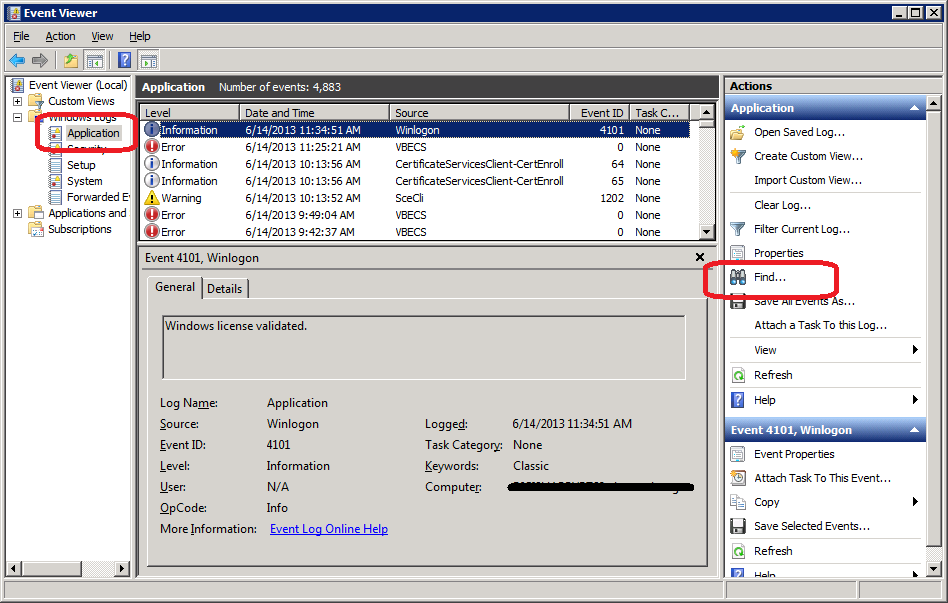 Event Viewer
File Action View Help
Event Viewer (Local)
Custom Views
Windows Logs
Application
Security
Setup
System
Forwarded Ev
Applications and
Subscriptions
Application Number of events: 4,883
Level Date and Time Source Event ID Task C...
Information 6/14/2013 11:34:51 AM Winlogon 4101 None
Error 6/14/2013 11:25:21 AM VBECS 0 None
Information 6/14/2013 10:13:56 AM CertificateServicesClient-CertEnroll 64 None
Information 6/14/2013 10:13:56 AM CertificateServicesClient-CertEnroll 65 None
Warning 6/14/2013 10:13:52 AM SceCli 1202 None
Error 6/14/2013 9:49:04 AM VBECS 0 None
Error 6/14/2013 9:42:37 AM VBECS 0 None
Event 4101, Winlogon
General Details
Windows license validated.
Log Name: Application
Source: Winlogon Logged: 6/14/2013 11:34:51 AM
Event ID: 4101 Task Category: None
Level: Information Keywords: Classic
User: N/A Computer:
OpCode: Info
More Information: Event Log Online Help
Actions
Application
Open Saved Log...
Create Custom View...
Import Custom View...
Clear Log...
Filter Current Log...
Properties
Find...
Save All Events As...
Attach a Task To this Log...
View
Refresh
Help
Event 4101, Winlogon
Event Properties
Attach Task To This Event...
Copy
Save Selected Events...
Refresh
Help